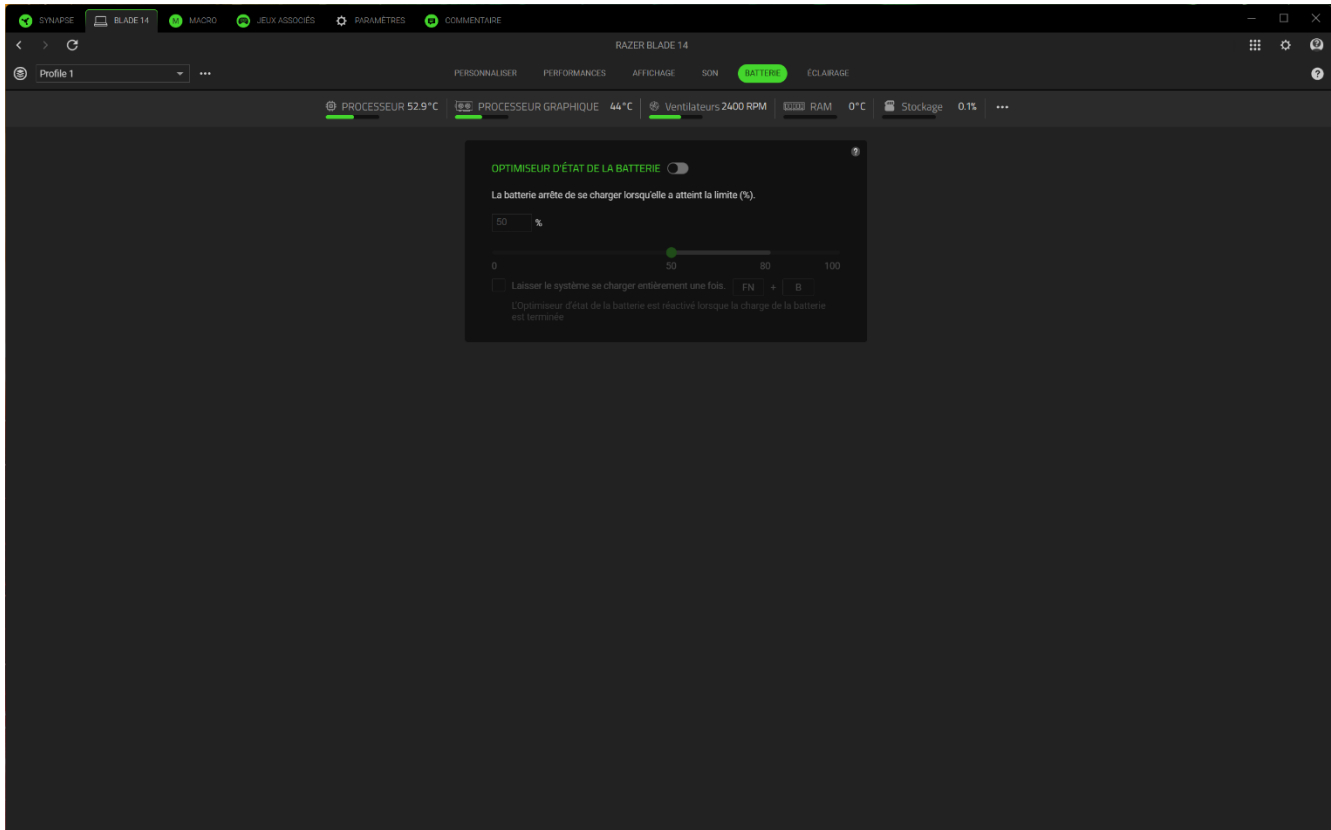 SYNAPSE BLADE 14 M MACRO JEUX ASSOCIÉS PARAMÈTRES COMMENTAIRE
RAZER BLADE 14
Profile 1 PERSONNALISER PERFORMANCES AFFICHAGE SON BATTERIE ÉCLAIRAGE ?
PROCESSEUR 52.9°C PROCESSEUR GRAPHIQUE 44°C Ventilateurs 2400 RPM RAM 0°C Stockage 0.1%
?
OPTIMISEUR D'ÉTAT DE LA BATTERIE
La batterie arrête de se charger lorsqu'elle a atteint la limite (%).
50 %
0 50 80 100
Laisser le système se charger entièrement une fois. FN + B
L'Optimiseur d'état de la batterie est réactivé lorsque la charge de la batterie
est terminée